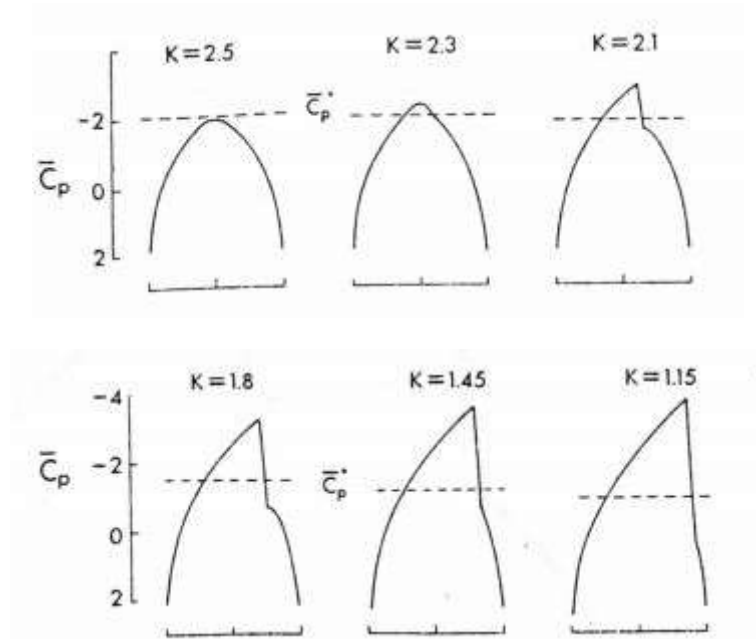 K=2.5 K=2.3 K=2.1
C̅p*
-2
C̅p 0
2
K=1.8 K=1.45 K=1.15
-4
C̅p -2 C̅p*
0
2